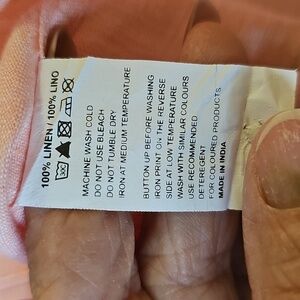 100% LINEN / 100% LINO
MACHINE WASH COLD
DO NOT USE BLEACH
DO NOT TUMBLE DRY
IRON AT MEDIUM TEMPERATURE
BUTTON UP BEFORE WASHING
IRON PRINT ON THE REVERSE
SIDE AT LOW TEMPERATURE
WASH WITH SIMILAR COLOURS
USE RECOMMENDED
DETEREGENT
FOR COLOURED PRODUCTS
MADE IN INDIA